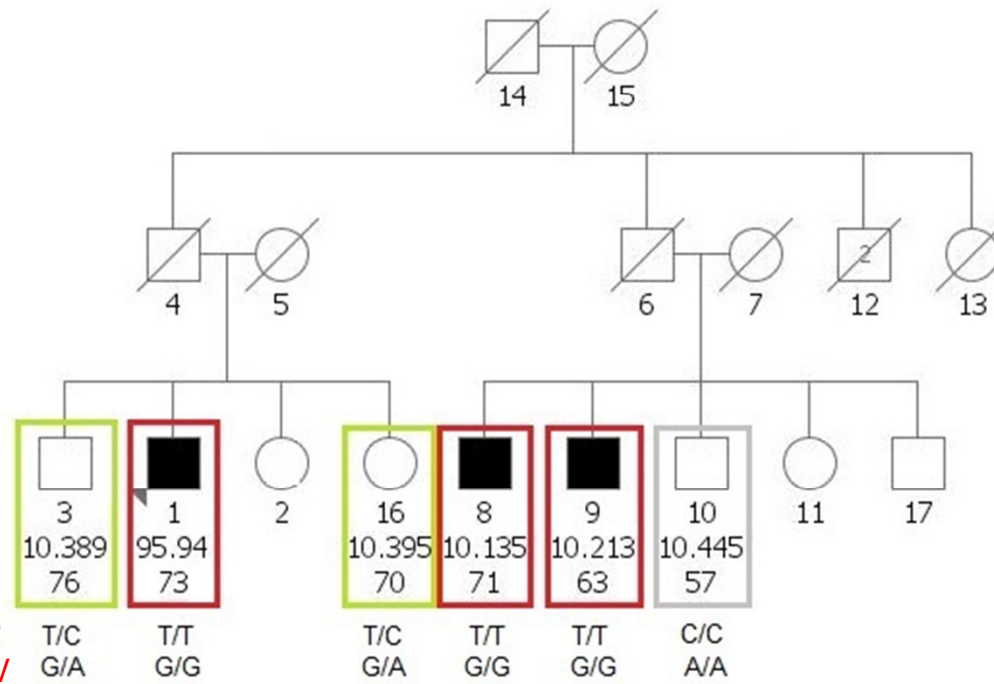 14 15
2
4 5 6 7 12 13
3 1 2 16 8 9 10 11 17
10.389 95.94 10.395 10.135 10.213 10.445
76 73 70 71 63 57
T/C T/T T/C T/T T/T C/C
/ G/A G/G G/A G/G G/G A/A